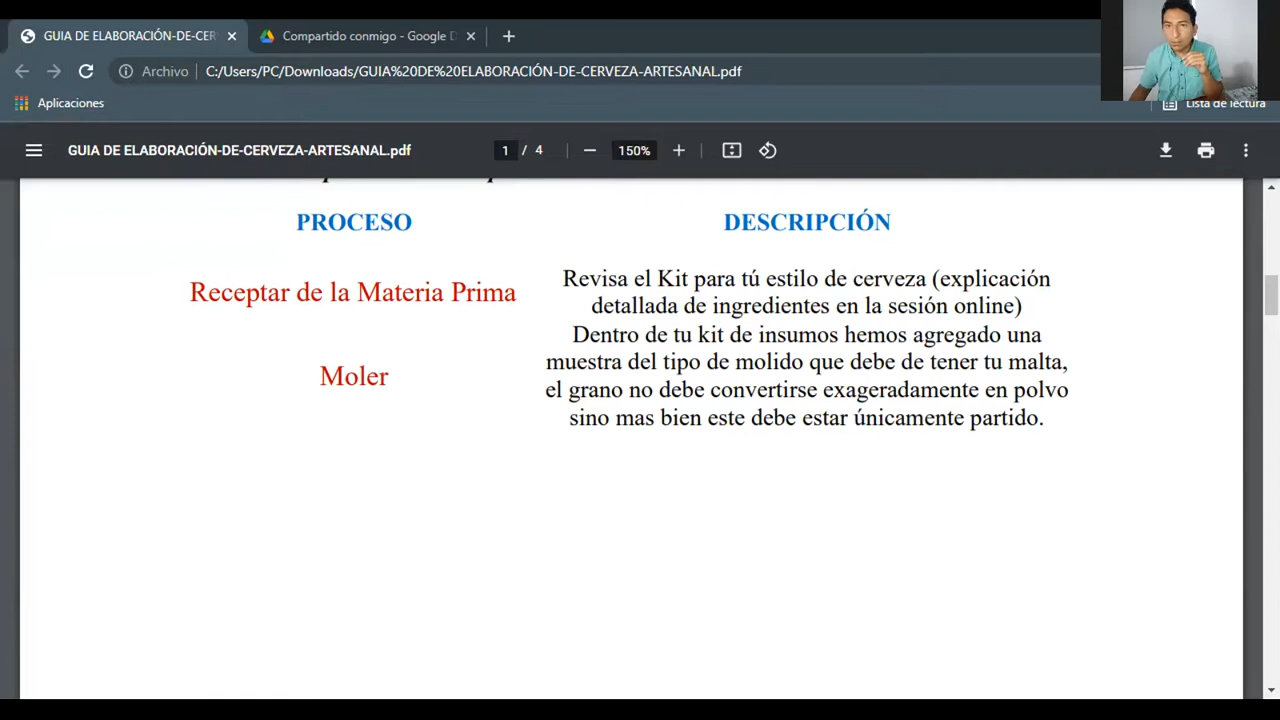 GUIA DE ELABORACIÓN-DE-CER
Compartido conmigo - Google D
Archivo
C:/Users/PC/Downloads/GUIA%20DE%20ELABORACIÓN-DE-CERVEZA-ARTESANAL.pdf
Aplicaciones
Lista de lectura
GUIA DE ELABORACIÓN-DE-CERVEZA-ARTESANAL.pdf
1 / 4
150%
PROCESO
DESCRIPCIÓN
Receptar de la Materia Prima
Revisa el Kit para tú estilo de cerveza (explicación
detallada de ingredientes en la sesión online)
Moler
Dentro de tu kit de insumos hemos agregado una
muestra del tipo de molido que debe de tener tu malta,
el grano no debe convertirse exageradamente en polvo
sino mas bien este debe estar únicamente partido.